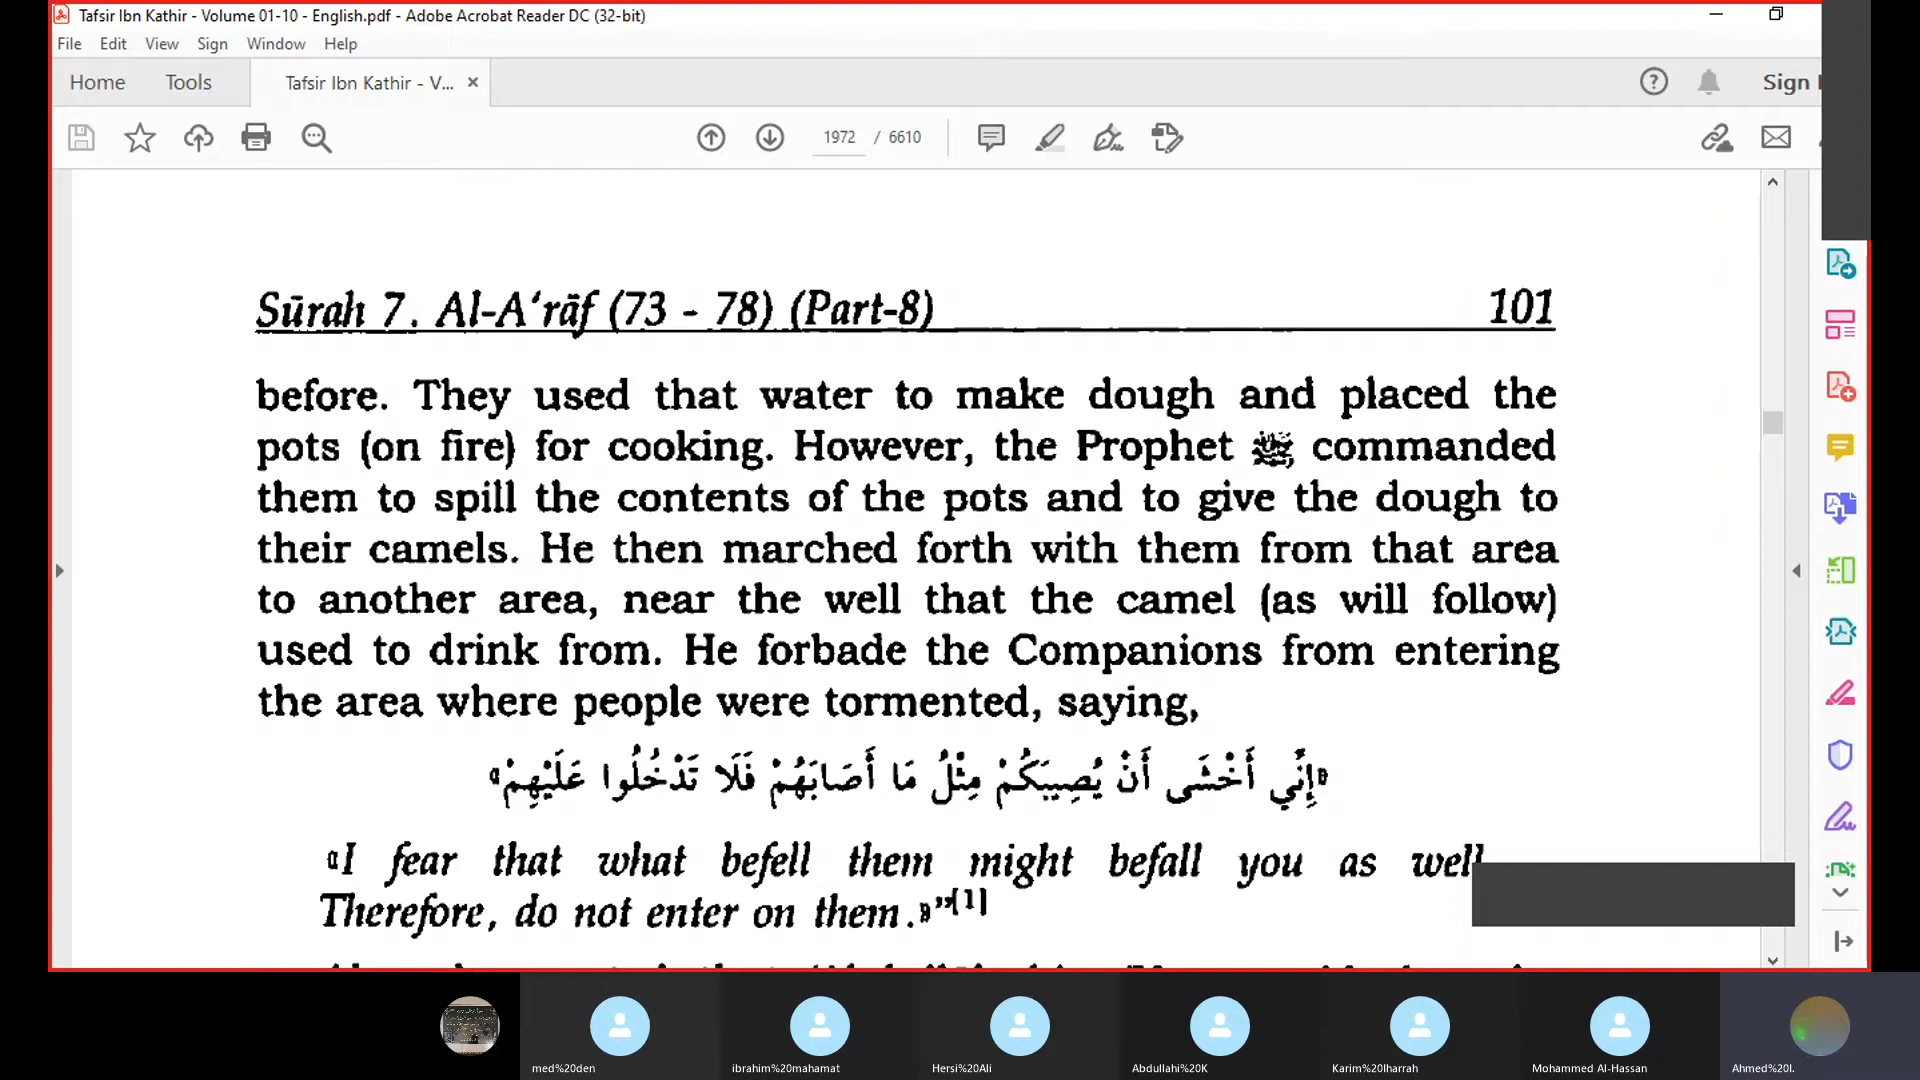 Tafsir Ibn Kathir - Volume 01-10 - English.pdf - Adobe Acrobat Reader DC (32-bit)
File Edit View Sign Window Help
Home Tools Tafsir Ibn Kathir - V... × Sign
1972 / 6610
Sūrah 7. Al-A‘rāf (73 - 78) (Part-8) 101
before. They used that water to make dough and placed the
pots (on fire) for cooking. However, the Prophet ﷺ commanded
them to spill the contents of the pots and to give the dough to
their camels. He then marched forth with them from that area
to another area, near the well that the camel (as will follow)
used to drink from. He forbade the Companions from entering
the area where people were tormented, saying,
«إِنِّي أَخْشَى أَنْ يُصِيبَكُمْ مِثْلُ مَا أَصَابَهُمْ فَلَا تَدْخُلُوا عَلَيْهِمْ»
«I fear that what befell them might befall you as well
Therefore, do not enter on them.»”[1]
med%20den ibrahim%20mahamat Hersi%20Ali Abdullahi%20K Karim%20Iharrah Mohammed Al-Hassan Ahmed%20I.